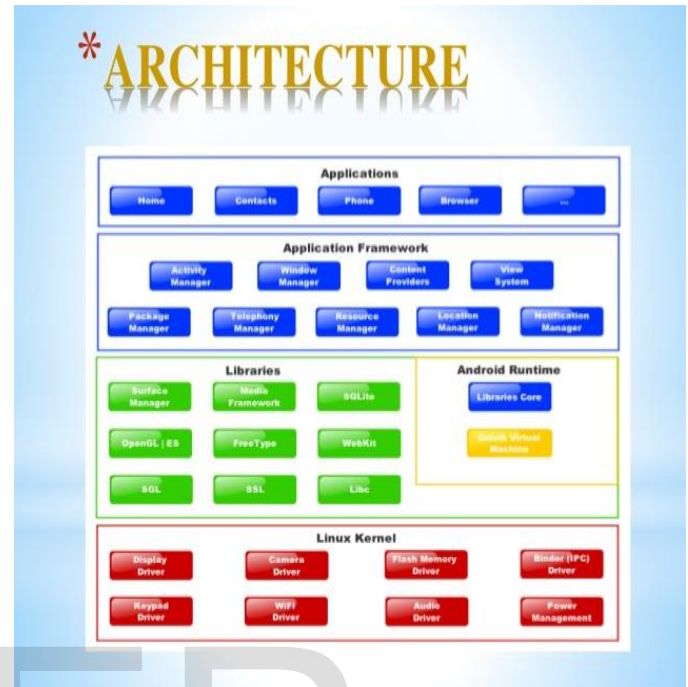 *ARCHITECTURE
Applications
Home Contacts Phone Browser ...
Application Framework
Activity Manager
Window Manager
Content Providers
View System
Package Manager
Telephony Manager
Resource Manager
Location Manager
Notification Manager
Libraries
Surface Manager
Media Framework
SQLite
OpenGL | ES
FreeType
WebKit
SGL
SSL
Libc
Android Runtime
Libraries Core
Dalvik Virtual Machine
Linux Kernel
Display Driver
Camera Driver
Flash Memory Driver
Binder (IPC) Driver
Keypad Driver
WiFi Driver
Audio Driver
Power Management